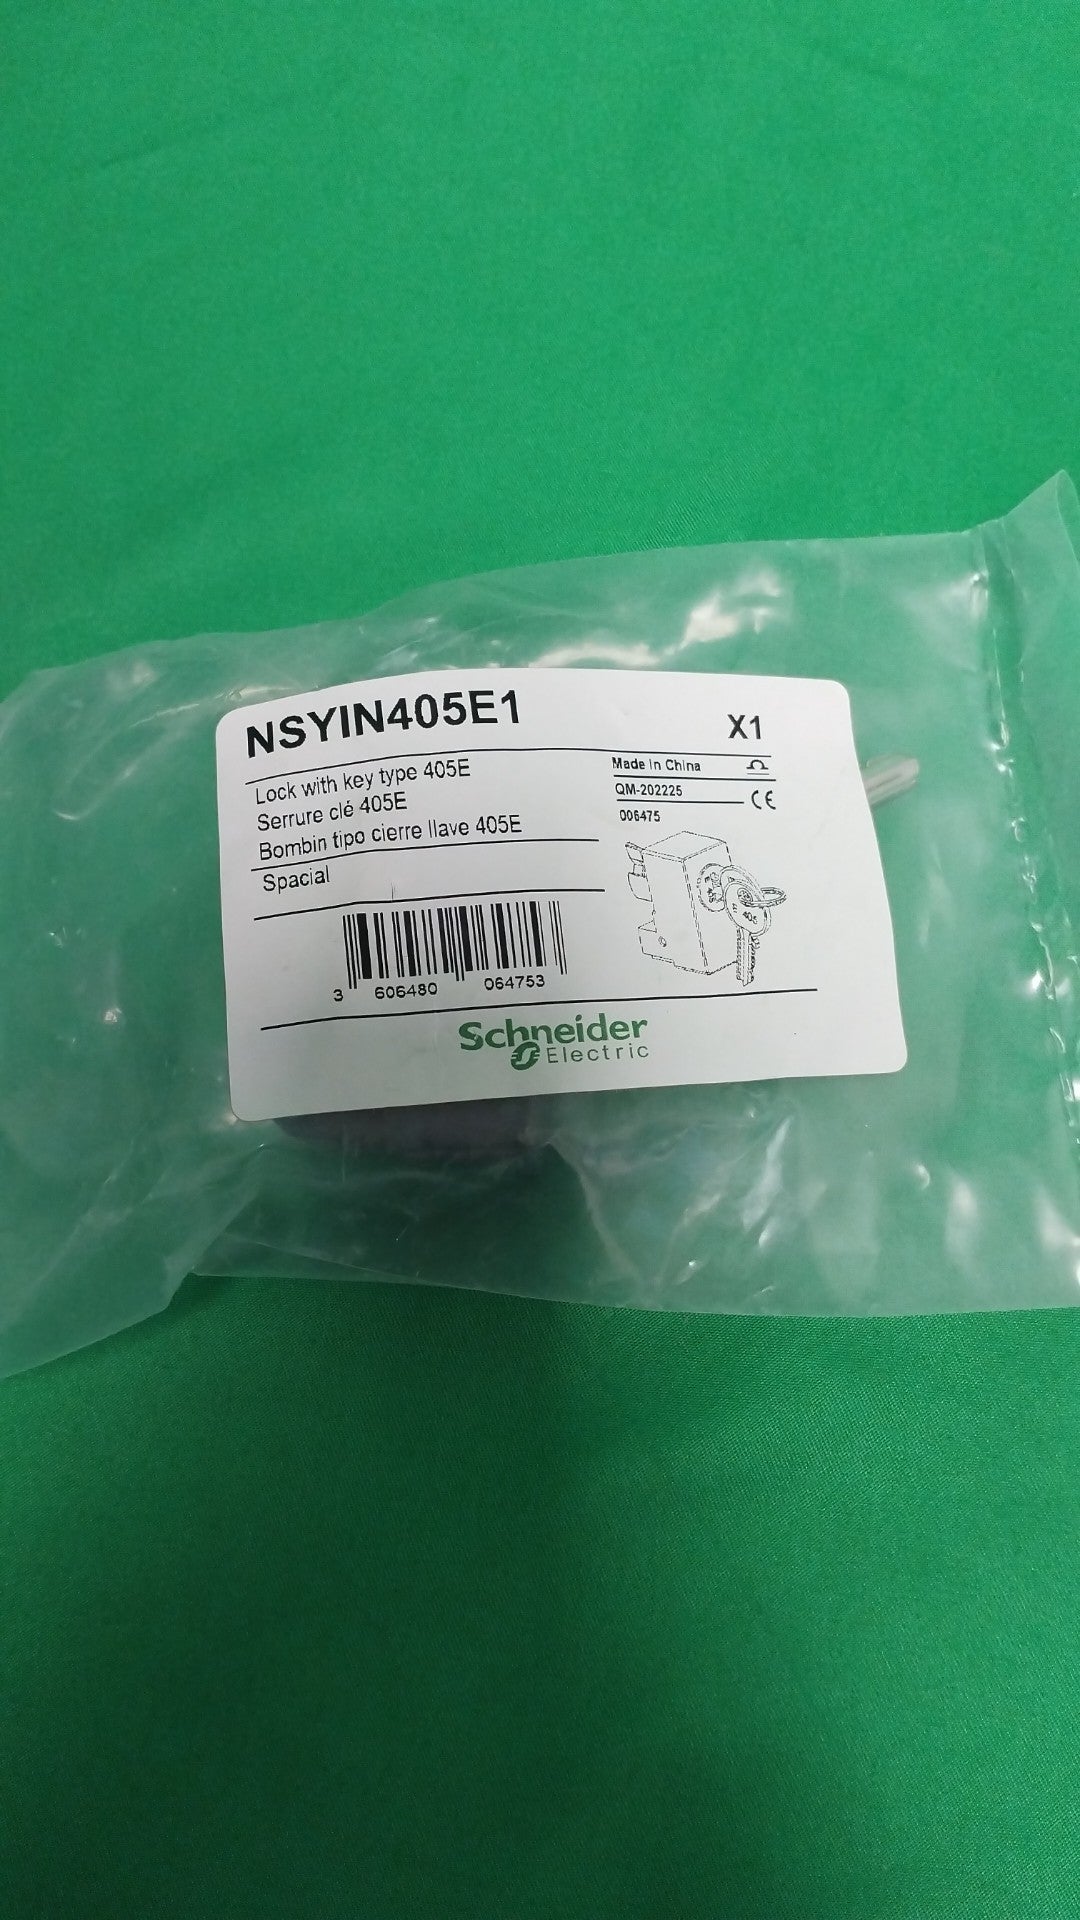 NSYIN405E1
X1
Lock with key type 405E
Serrure clé 405E
Bombin tipo cierre llave 405E
Spacial
Made In China
QM-202225
CE
006475
3 606480 064753
Schneider
Electric